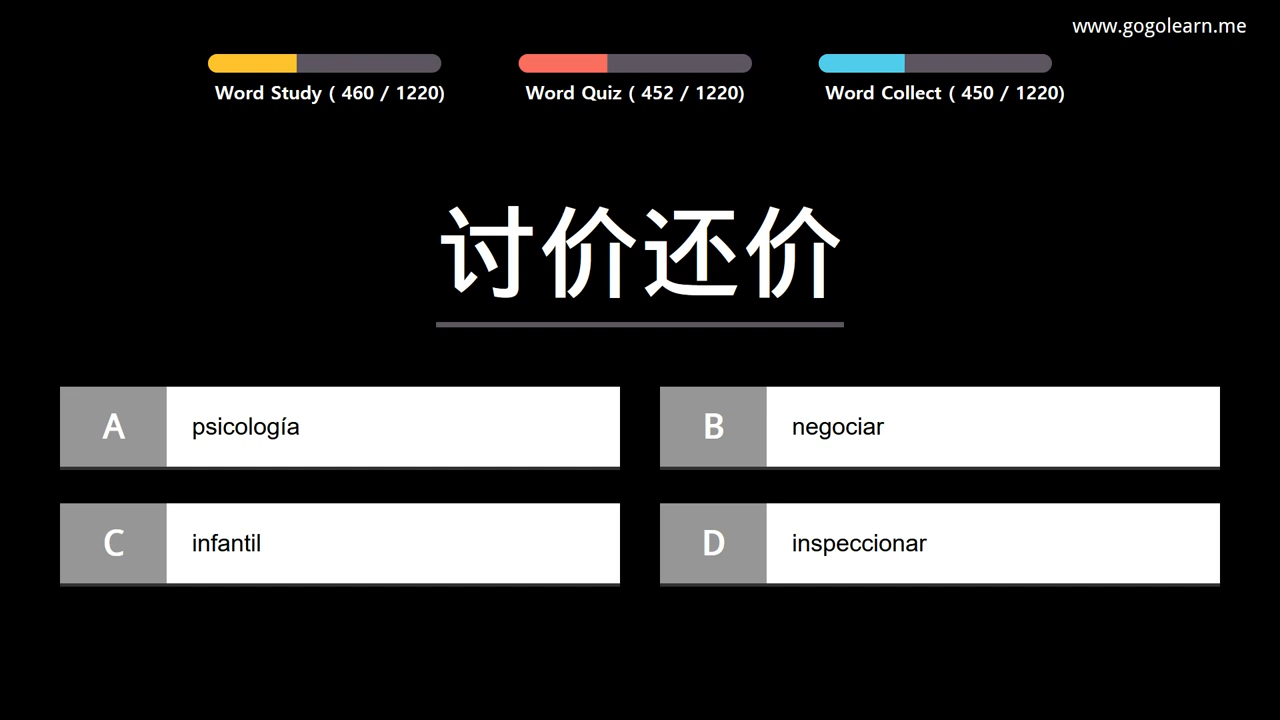 www.gogolearn.me
Word Study ( 460 / 1220)
Word Quiz ( 452 / 1220)
Word Collect ( 450 / 1220)
讨价还价
A psicología
B negociar
C infantil
D inspeccionar